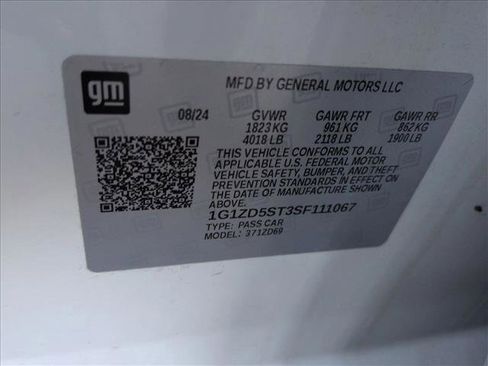 gm
MFD BY GENERAL MOTORS LLC
08/24 GVWR GAWR FRT GAWR RR
1823 KG 961 KG 862 KG
4018 LB 2118 LB 1900 LB
THIS VEHICLE CONFORMS TO ALL
APPLICABLE U.S. FEDERAL MOTOR
VEHICLE SAFETY, BUMPER, AND THEFT
PREVENTION STANDARDS IN EFFECT ON
THE DATE OF MANUFACTURE SHOWN
ABOVE.
1G1ZD5ST3SF111067
TYPE: PASS CAR
MODEL: 371ZD69